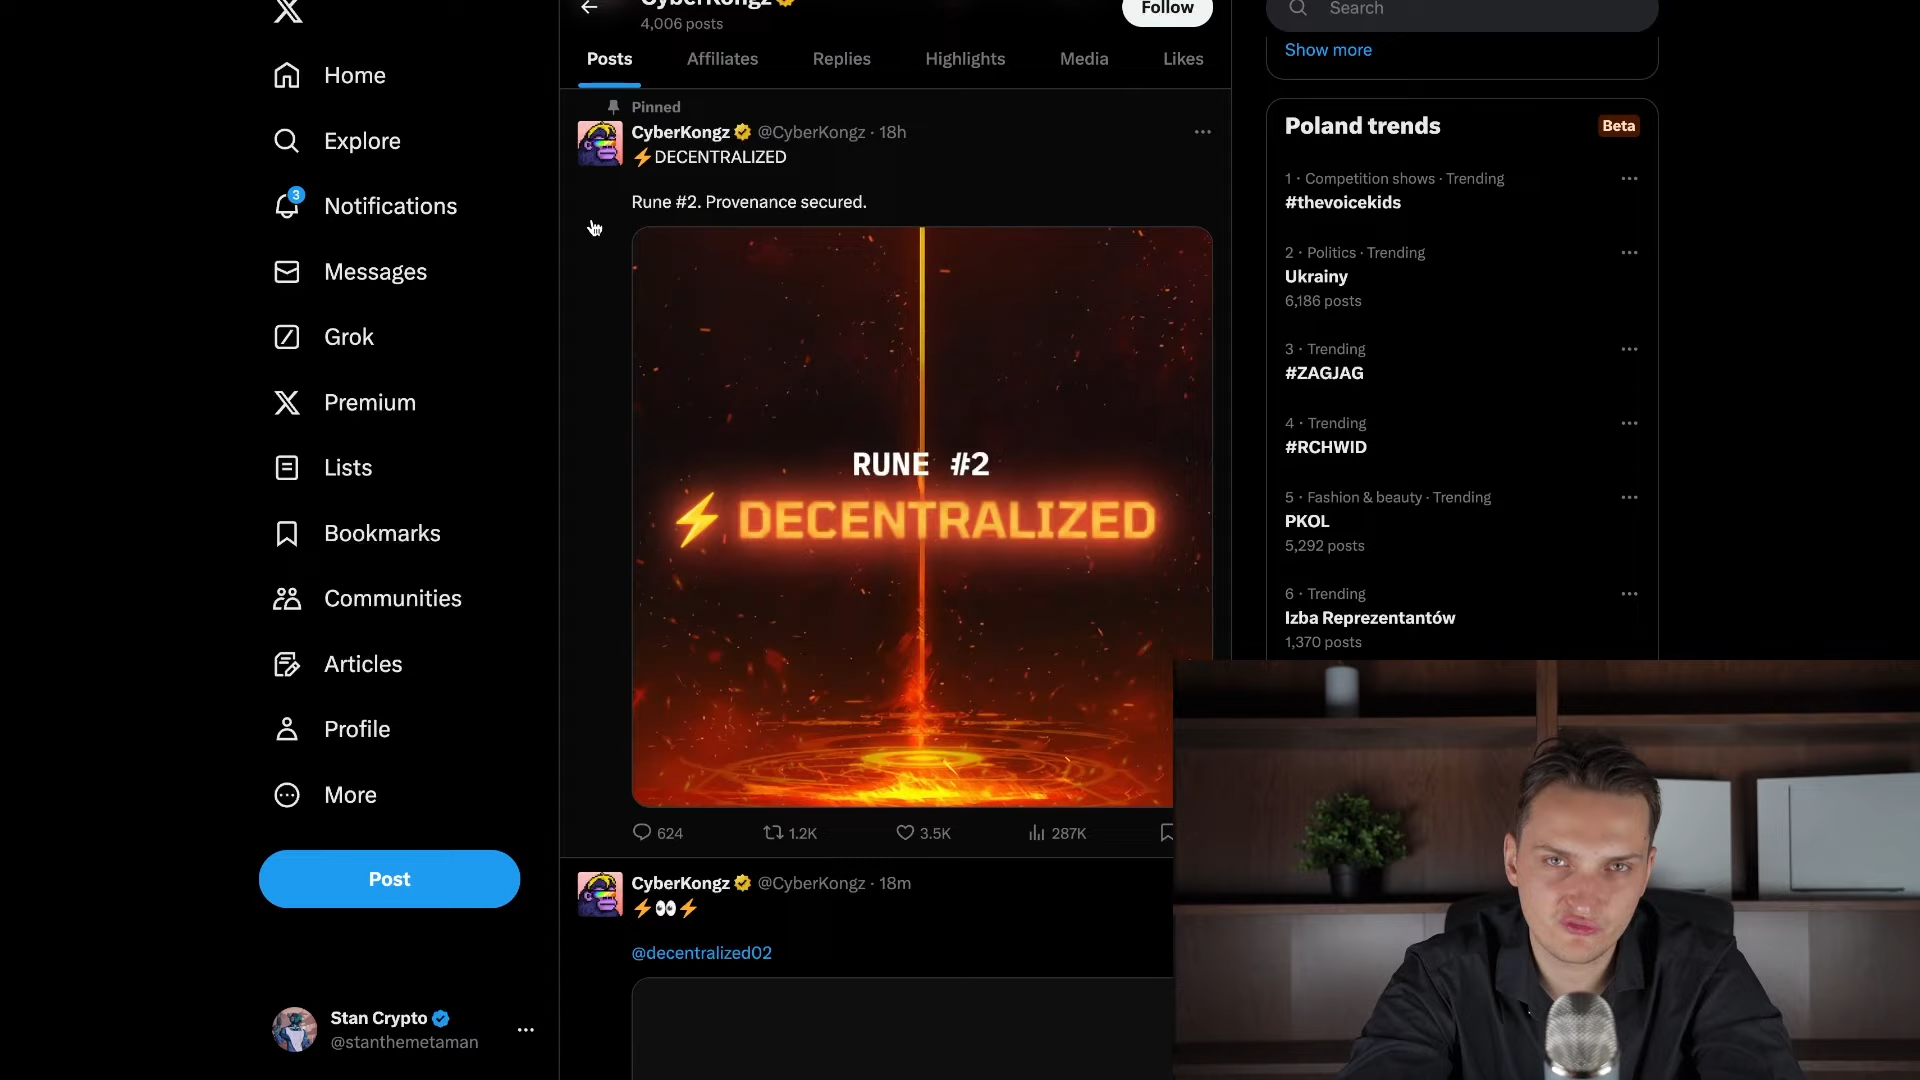 Home
Explore
3
Notifications
Messages
Grok
Premium
Lists
Bookmarks
Communities
Articles
Profile
More
Post
Stan Crypto
@stanthemetaman
CyberKongz
4,006 posts
Follow
Posts
Affiliates
Replies
Highlights
Media
Likes
Pinned
CyberKongz @CyberKongz · 18h
⚡DECENTRALIZED
Rune #2. Provenance secured.
RUNE #2
⚡DECENTRALIZED
624
1.2K
3.5K
287K
CyberKongz @CyberKongz · 18m
⚡👀⚡
@decentralized02
Search
Show more
Poland trends
Beta
1 · Competition shows · Trending
#thevoicekids
2 · Politics · Trending
Ukrainy
6,186 posts
3 · Trending
#ZAGJAG
4 · Trending
#RCHWID
5 · Fashion & beauty · Trending
PKOL
5,292 posts
6 · Trending
Izba Reprezentantów
1,370 posts